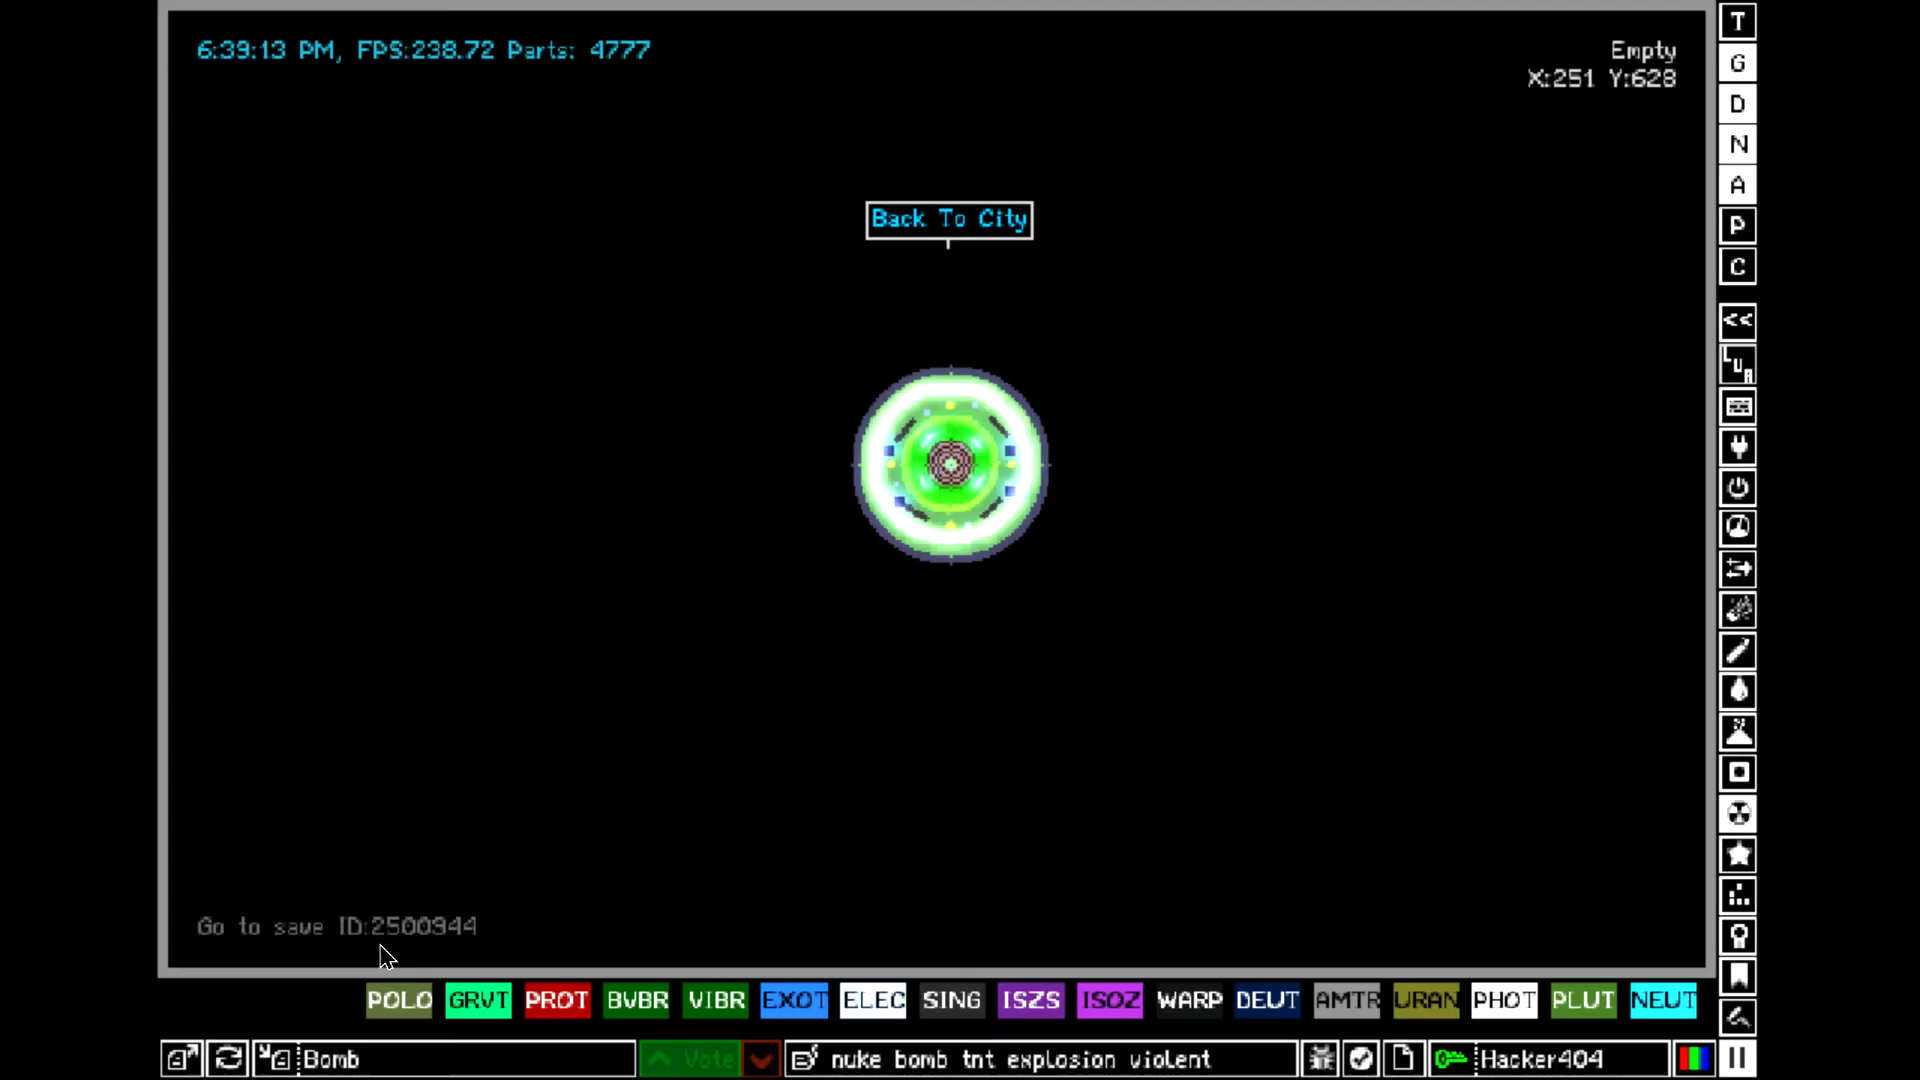 6:39:13 PM, FPS:238.72 Parts: 4777
Empty
X:251 Y:628
Back To City
Go to save ID:2500944
T
G
D
N
A
P
C
<<
LUA
POLO GRVT PROT BVBR VIBR EXOT ELEC SING ISZS ISOZ WARP DEUT AMTR URAN PHOT PLUT NEUT
Bomb Vote nuke bomb tnt explosion violent Hacker404